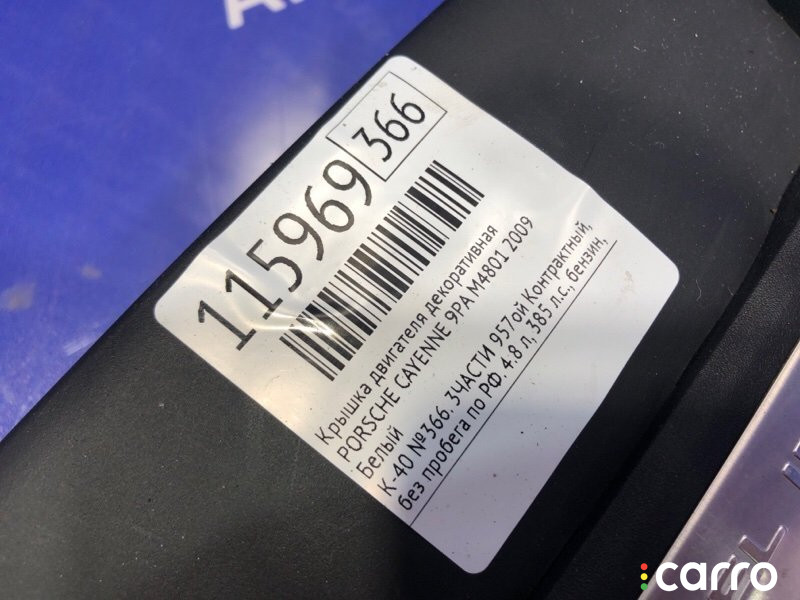 115969 366
Крышка двигателя декоративная
PORSCHE CAYENNE 9PA M4801 2009
Белый
К-40 №366. ЗЧАСТИ 957ой Контрактный,
без пробега по РФ. 4.8 л, 385 л.с., бензин,
carro